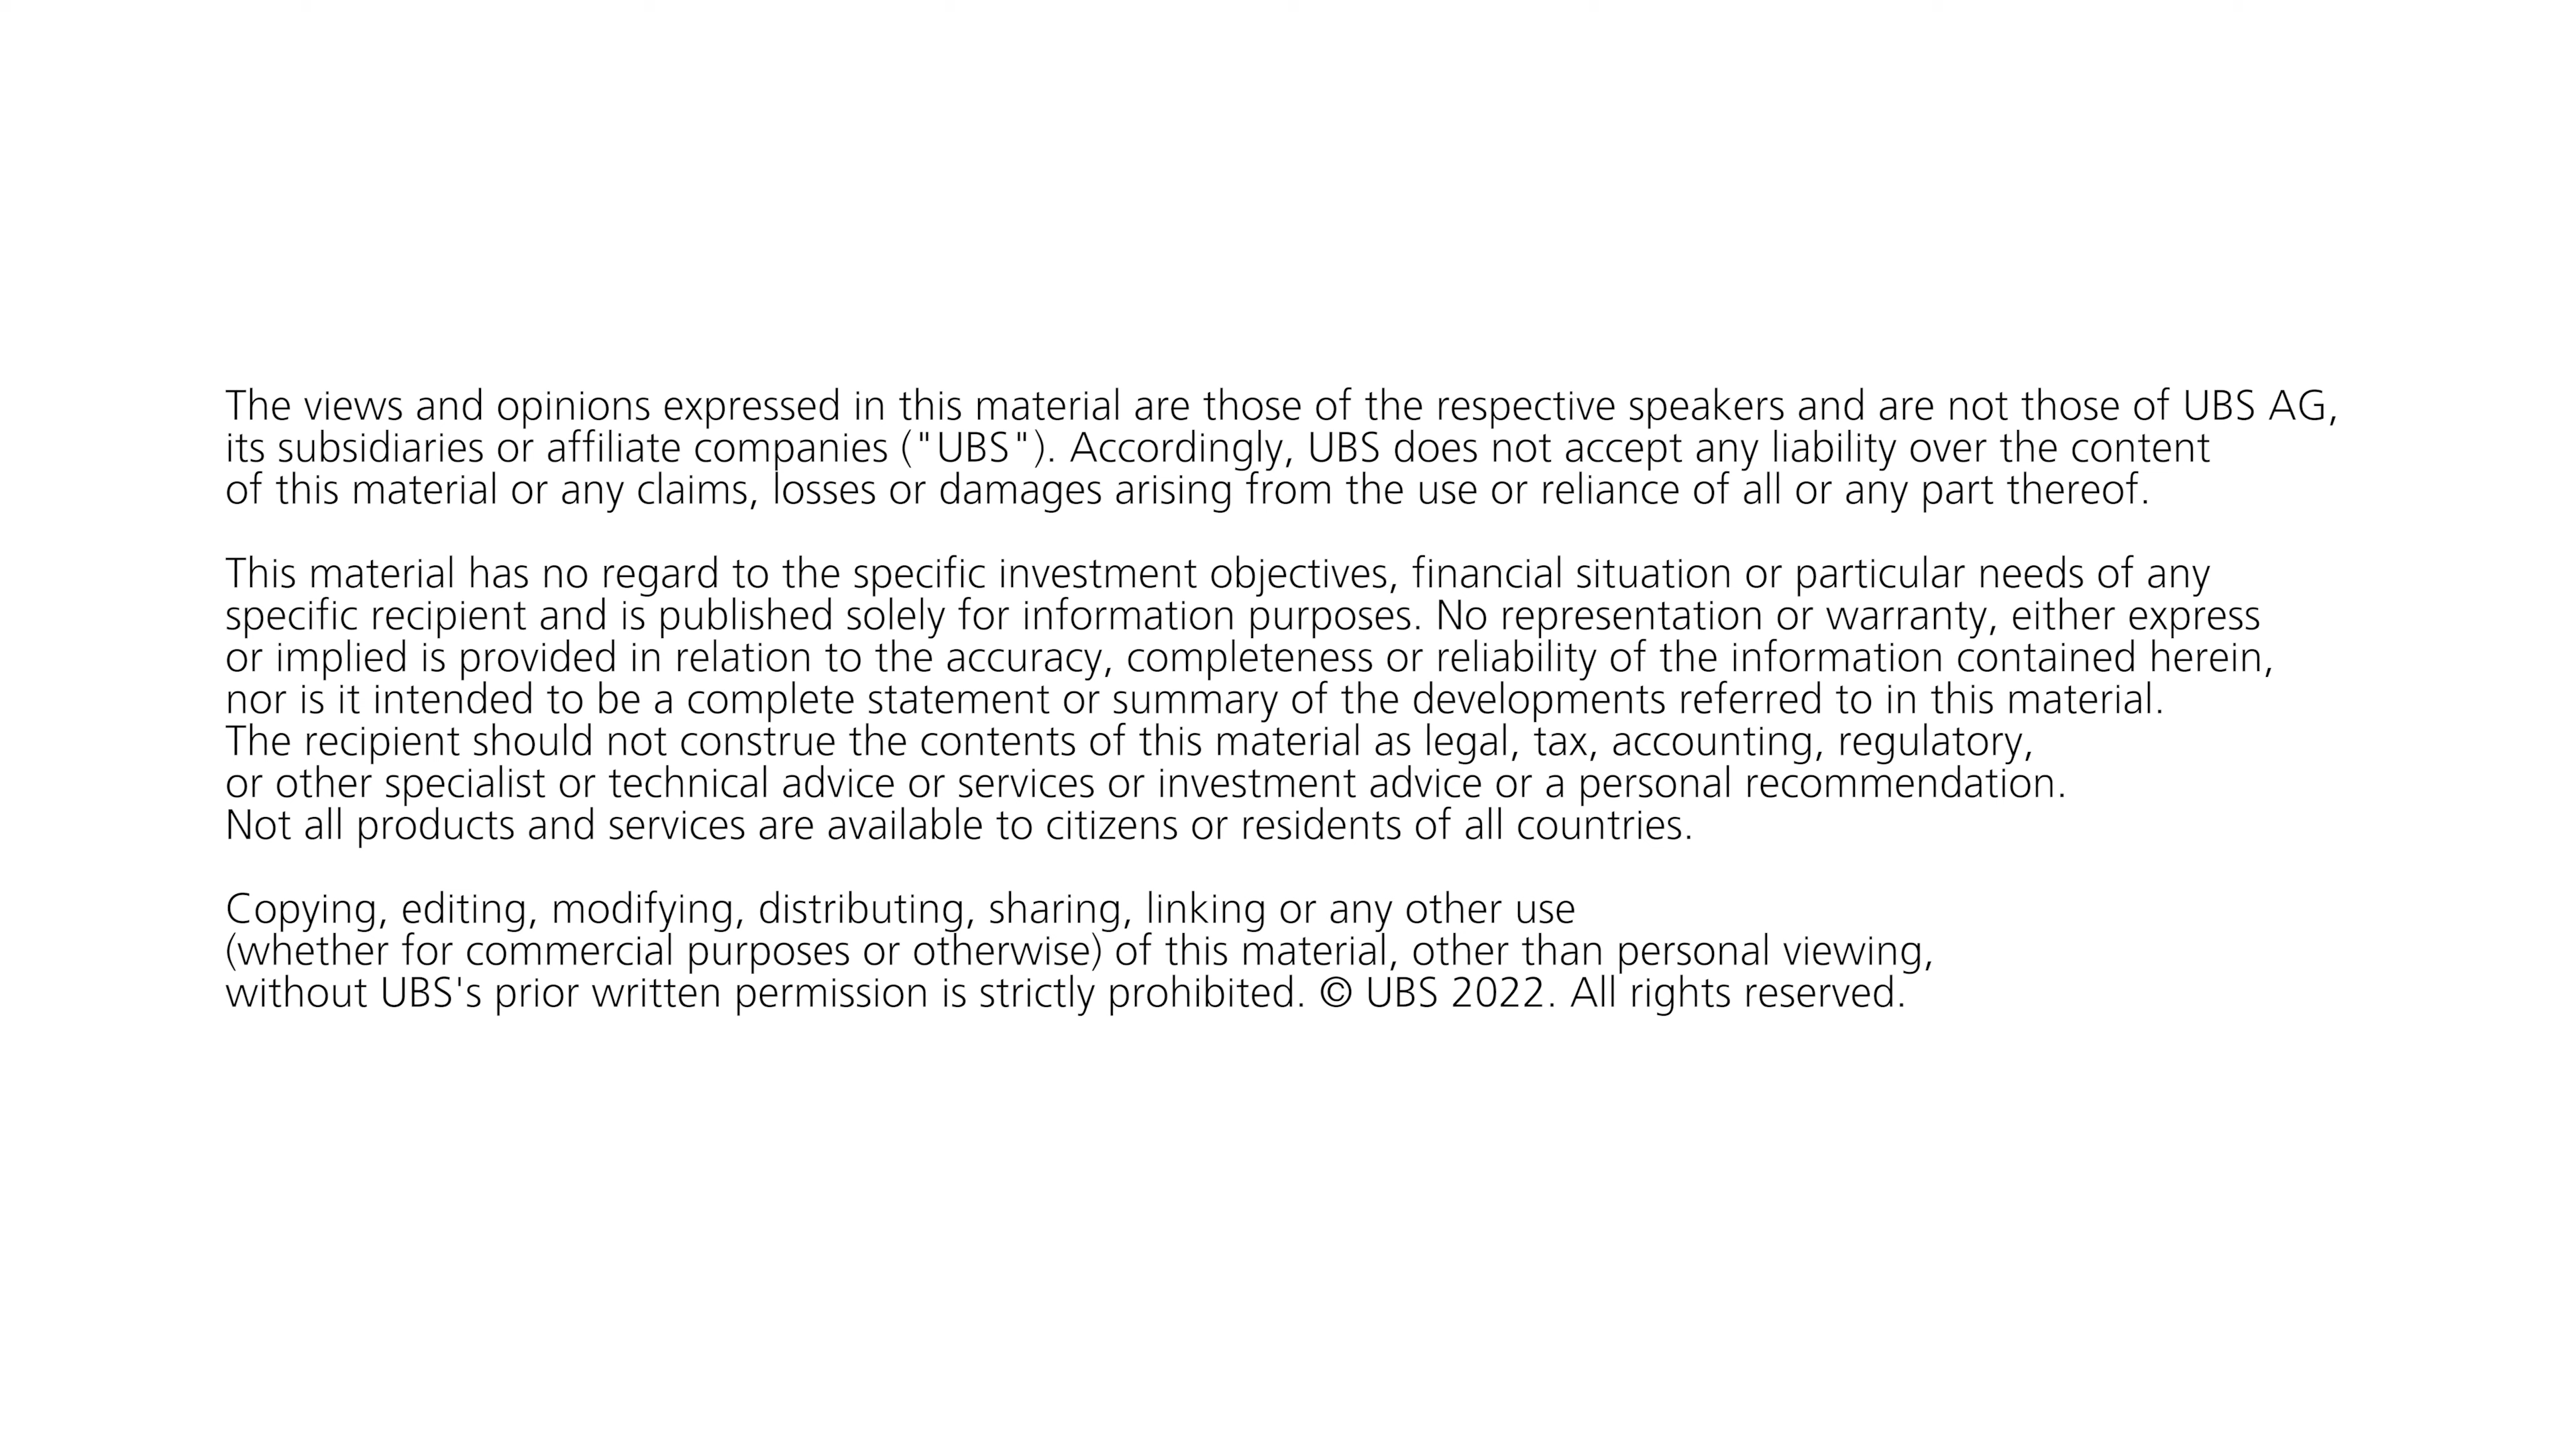 The views and opinions expressed in this material are those of the respective speakers and are not those of UBS AG,
its subsidiaries or affiliate companies ("UBS"). Accordingly, UBS does not accept any liability over the content
of this material or any claims, losses or damages arising from the use or reliance of all or any part thereof.
This material has no regard to the specific investment objectives, financial situation or particular needs of any
specific recipient and is published solely for information purposes. No representation or warranty, either express
or implied is provided in relation to the accuracy, completeness or reliability of the information contained herein,
nor is it intended to be a complete statement or summary of the developments referred to in this material.
The recipient should not construe the contents of this material as legal, tax, accounting, regulatory,
or other specialist or technical advice or services or investment advice or a personal recommendation.
Not all products and services are available to citizens or residents of all countries.
Copying, editing, modifying, distributing, sharing, linking or any other use
(whether for commercial purposes or otherwise) of this material, other than personal viewing,
without UBS's prior written permission is strictly prohibited. © UBS 2022. All rights reserved.